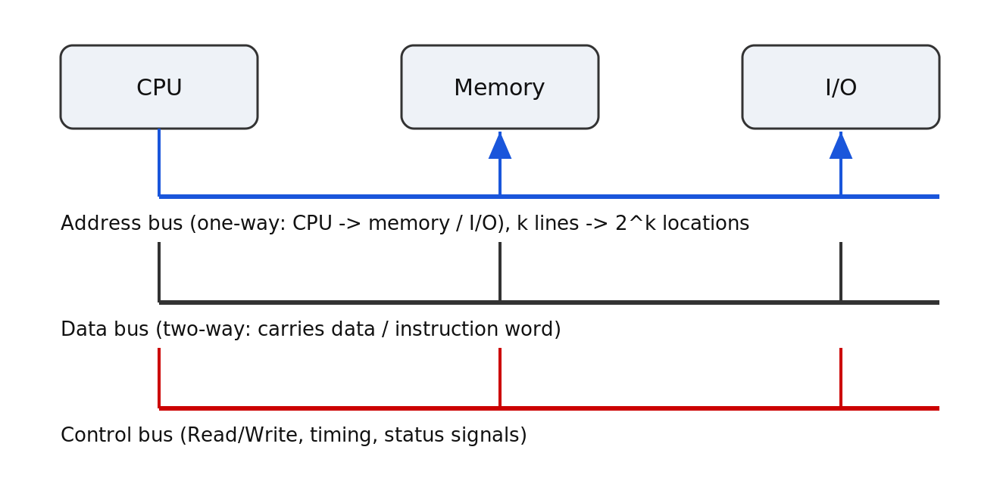 CPU
Memory
I/O
Address bus (one-way: CPU -> memory / I/O), k lines -> 2^k locations
Data bus (two-way: carries data / instruction word)
Control bus (Read/Write, timing, status signals)